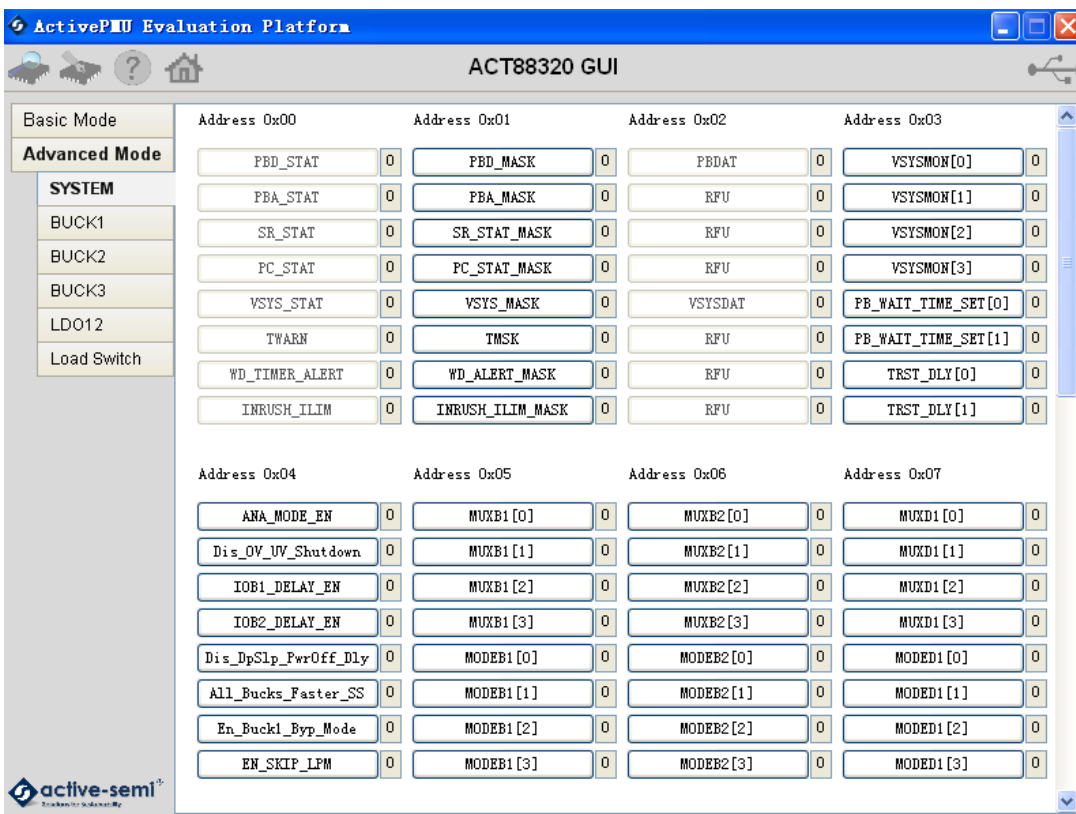 ActivePMU Evaluation Platform
ACT88320 GUI
Basic Mode
Advanced Mode
SYSTEM
BUCK1
BUCK2
BUCK3
LDO12
Load Switch
Address 0x00 Address 0x01 Address 0x02 Address 0x03
PBD_STAT 0 PBD_MASK 0 PBDAT 0 VSYSMON[0] 0
PBA_STAT 0 PBA_MASK 0 RFU 0 VSYSMON[1] 0
SR_STAT 0 SR_STAT_MASK 0 RFU 0 VSYSMON[2] 0
PC_STAT 0 PC_STAT_MASK 0 RFU 0 VSYSMON[3] 0
VSYS_STAT 0 VSYS_MASK 0 VSYSDAT 0 PB_WAIT_TIME_SET[0] 0
TWARN 0 TMSK 0 RFU 0 PB_WAIT_TIME_SET[1] 0
WD_TIMER_ALERT 0 WD_ALERT_MASK 0 RFU 0 TRST_DLY[0] 0
INRUSH_ILIM 0 INRUSH_ILIM_MASK 0 RFU 0 TRST_DLY[1] 0
Address 0x04 Address 0x05 Address 0x06 Address 0x07
ANA_MODE_EN 0 MUXB1[0] 0 MUXB2[0] 0 MUXD1[0] 0
Dis_OV_UV_Shutdown 0 MUXB1[1] 0 MUXB2[1] 0 MUXD1[1] 0
IOB1_DELAY_EN 0 MUXB1[2] 0 MUXB2[2] 0 MUXD1[2] 0
IOB2_DELAY_EN 0 MUXB1[3] 0 MUXB2[3] 0 MUXD1[3] 0
Dis_DpSlp_PwrOff_Dly 0 MODEB1[0] 0 MODEB2[0] 0 MODED1[0] 0
All_Bucks_Faster_SS 0 MODEB1[1] 0 MODEB2[1] 0 MODED1[1] 0
En_Buck1_Byp_Mode 0 MODEB1[2] 0 MODEB2[2] 0 MODED1[2] 0
EN_SKIP_LPM 0 MODEB1[3] 0 MODEB2[3] 0 MODED1[3] 0
active-semi®